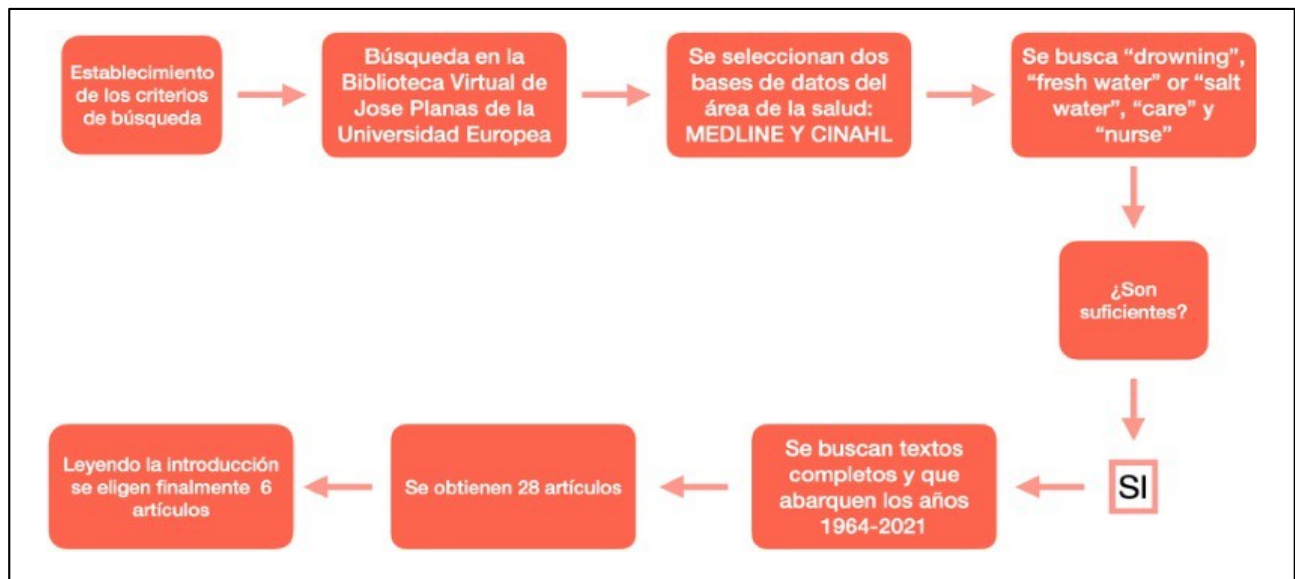 Establecimiento
de los criterios
de búsqueda
Búsqueda en la
Biblioteca Virtual de
Jose Planas de la
Universidad Europea
Se seleccionan dos
bases de datos del
área de la salud:
MEDLINE Y CINAHL
Se busca “drowning”,
“fresh water” or “salt
water”, “care” y
“nurse”
¿Son
suficientes?
SI
Se buscan textos
completos y que
abarquen los años
1964-2021
Se obtienen 28 artículos
Leyendo la introducción
se eligen finalmente 6
artículos